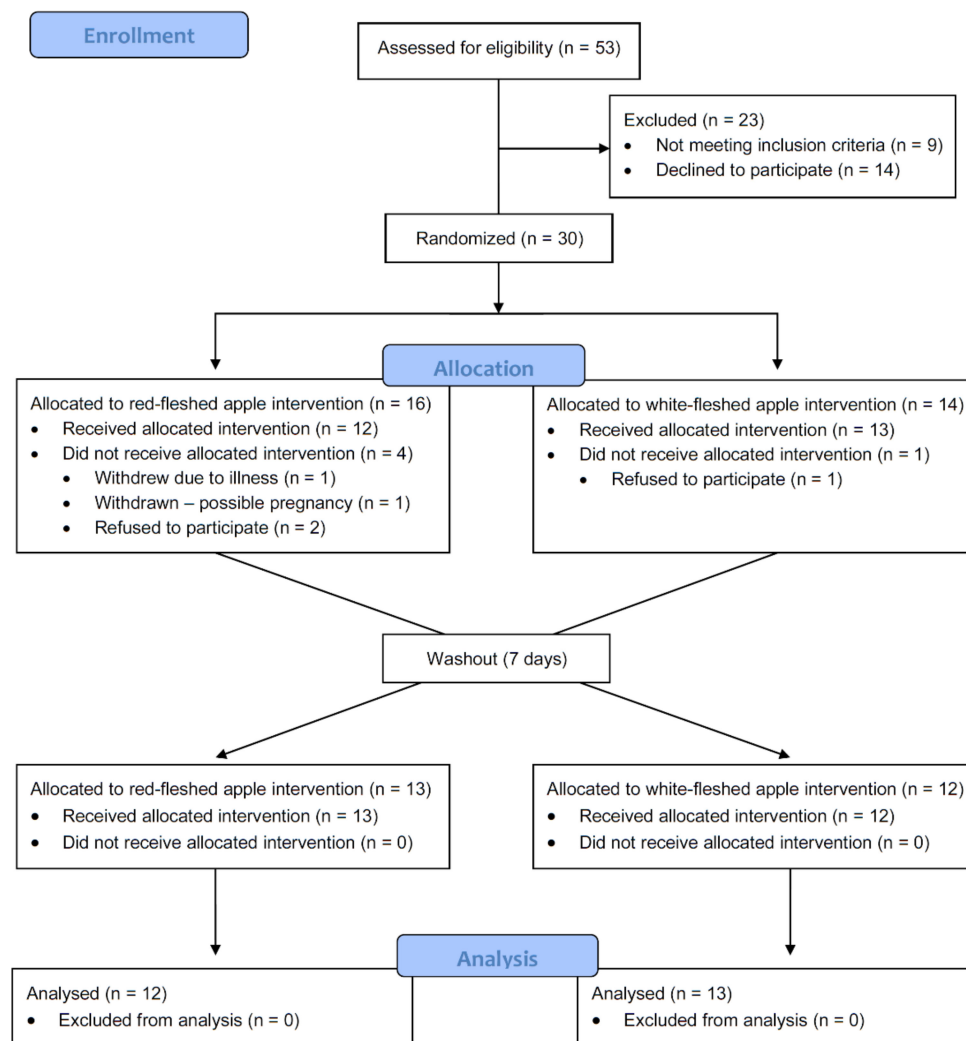 Enrollment
Assessed for eligibility (n = 53)
Excluded (n = 23)
• Not meeting inclusion criteria (n = 9)
• Declined to participate (n = 14)
Randomized (n = 30)
Allocation
Allocated to red-fleshed apple intervention (n = 16)
• Received allocated intervention (n = 12)
• Did not receive allocated intervention (n = 4)
• Withdrew due to illness (n = 1)
• Withdrawn – possible pregnancy (n = 1)
• Refused to participate (n = 2)
Allocated to white-fleshed apple intervention (n = 14)
• Received allocated intervention (n = 13)
• Did not receive allocated intervention (n = 1)
• Refused to participate (n = 1)
Washout (7 days)
Allocated to red-fleshed apple intervention (n = 13)
• Received allocated intervention (n = 13)
• Did not receive allocated intervention (n = 0)
Allocated to white-fleshed apple intervention (n = 12)
• Received allocated intervention (n = 12)
• Did not receive allocated intervention (n = 0)
Analysis
Analysed (n = 12)
• Excluded from analysis (n = 0)
Analysed (n = 13)
• Excluded from analysis (n = 0)